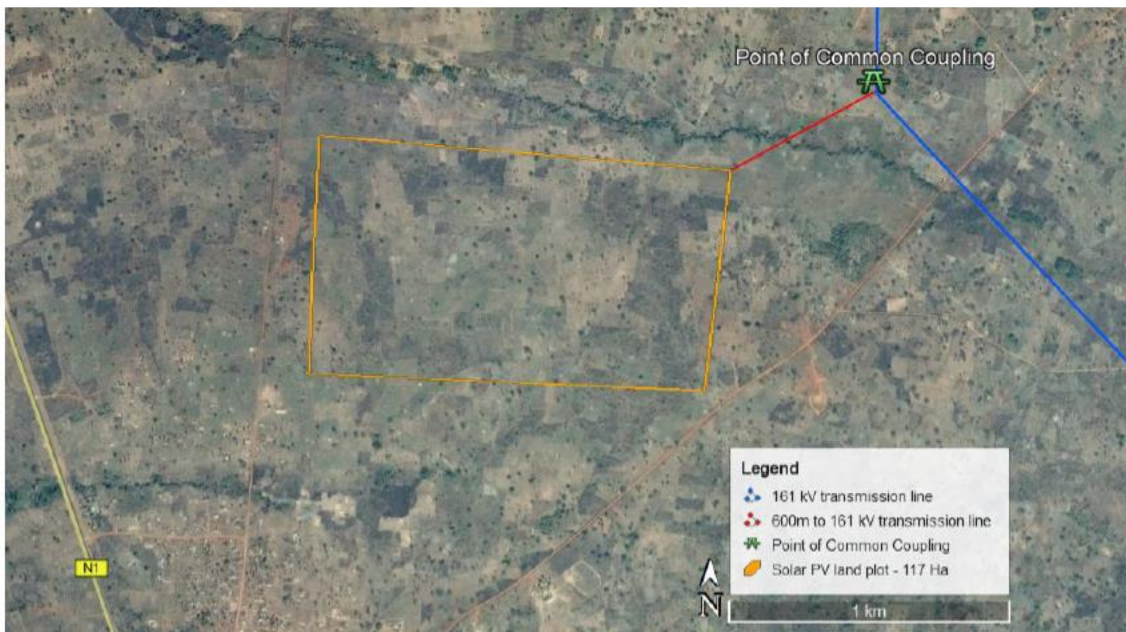 Point of Common Coupling
Legend
161 kV transmission line
600m to 161 kV transmission line
Point of Common Coupling
Solar PV land plot - 117 Ha
N1
N
1 km